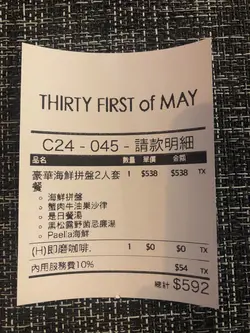 THIRTY FIRST of MAY
C24 - 045 - 請款明細
品名 數量 單價 金額
豪華海鮮拼盤2人套 1 $538 $538 TX
餐
海鮮拼盤
蟹肉牛油果沙律
是日餐湯
黑松露野菌忌廉湯
Paella海鮮
(H)即磨咖啡. 1 $0 $0 TX
內用服務費10% $54 TX
總計 $592